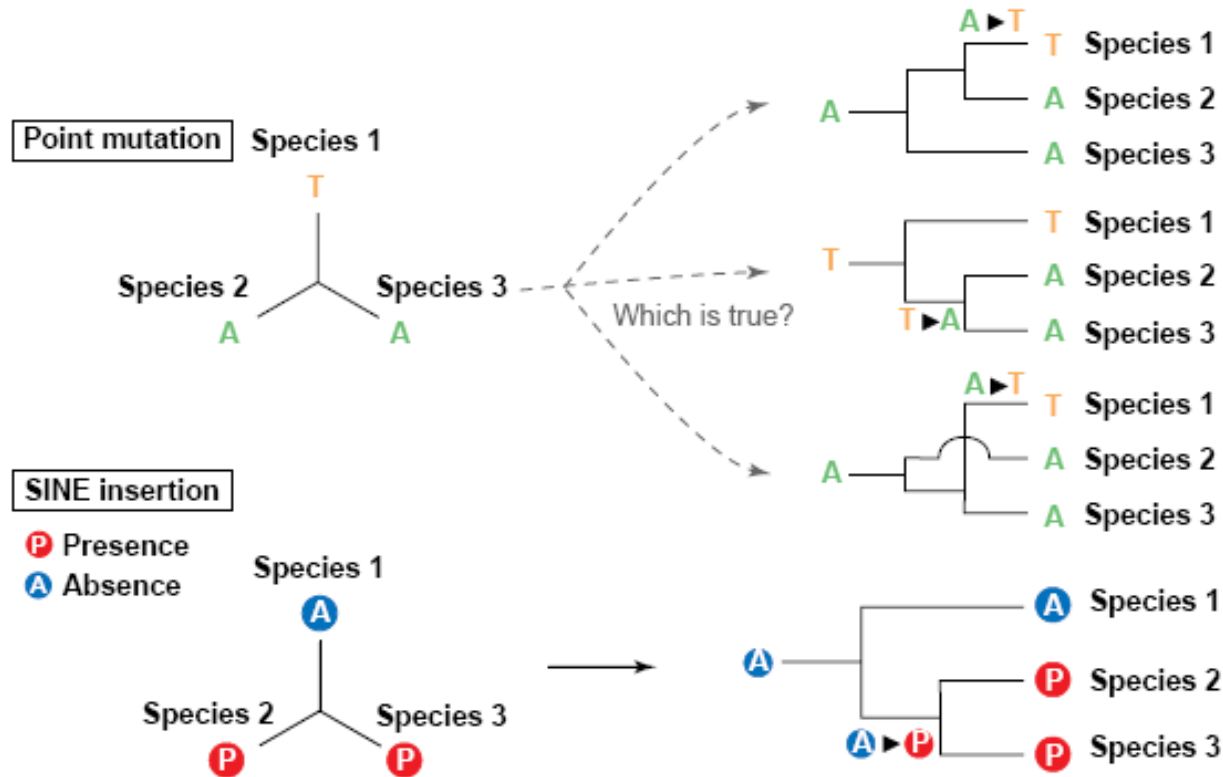 A ▶ T
T Species 1
A Species 2
A
A Species 3
Point mutation
Species 1
T
Species 2
Species 3
A
A
Which is true?
T Species 1
T
A Species 2
T ▶ A
A Species 3
A ▶ T
T Species 1
A Species 2
A
A Species 3
SINE insertion
P Presence
A Absence
Species 1
A
Species 2
Species 3
P
P
A Species 1
A
P Species 2
A ▶ P
P Species 3